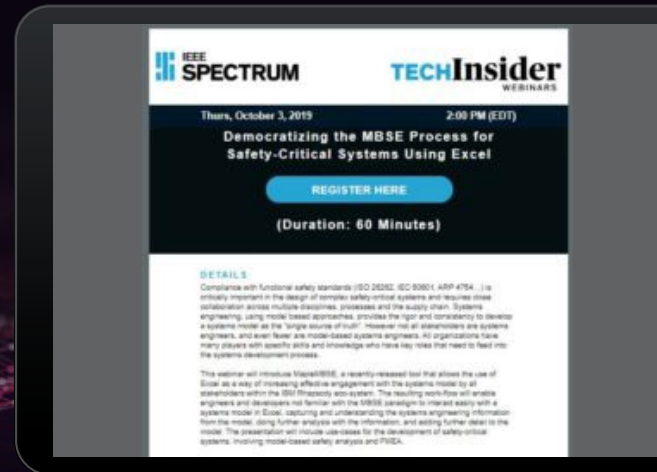 IEEE
SPECTRUM
TECHInsider
WEBINARS
Thurs, October 3, 2019 2:00 PM (EDT)
Democratizing the MBSE Process for
Safety-Critical Systems Using Excel
REGISTER HERE
(Duration: 60 Minutes)
DETAILS
Compliance with functional safety standards (ISO 26262, IEC 60601, ARP 4754...) is
critically important in the design of complex safety-critical systems and requires close
collaboration across multiple disciplines, processes and the supply chain. Systems
engineering, using model based approaches, provides the rigor and consistency to develop
a systems model as the "single source of truth". However not all stakeholders are systems
engineers, and even fewer are model-based systems engineers. All organizations have
many players with specific skills and knowledge who have key roles that need to feed into
the systems development process.
This webinar will introduce MapleMBSE, a recently-released tool that allows the use of
Excel as a way of increasing effective engagement with the systems model by all
stakeholders within the IBM Rhapsody eco-system. The resulting work-flow will enable
engineers and developers not familiar with the MBSE paradigm to interact easily with a
systems model in Excel, capturing and understanding the systems engineering information
from the model, doing further analysis with the information, and adding further detail to the
model. The presentation will include use-cases for the development of safety-critical
systems, involving model-based safety analysis and FMEA.